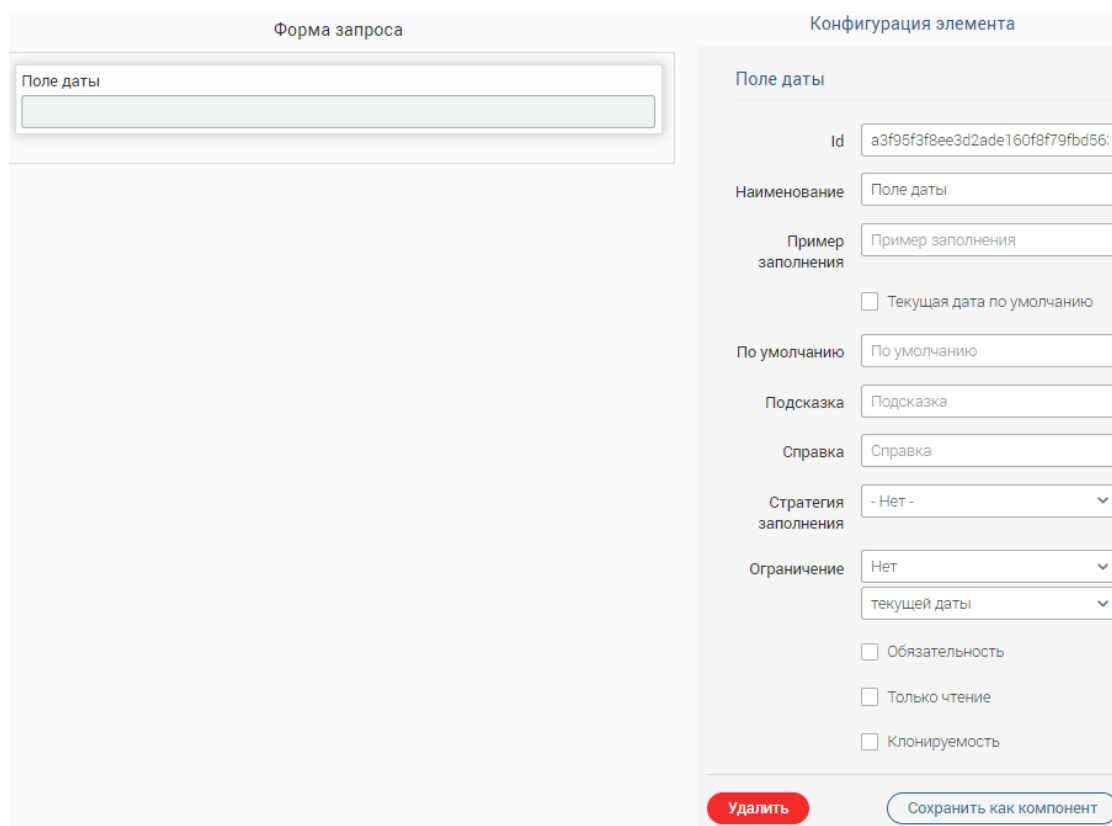 Форма запроса
Поле даты
Конфигурация элемента
Поле даты
Id a3f95f3f8ee3d2ade160f8f79fbd56
Наименование Поле даты
Пример заполнения Пример заполнения
Текущая дата по умолчанию
По умолчанию По умолчанию
Подсказка Подсказка
Справка Справка
Стратегия заполнения - Нет -
Ограничение Нет
текущей даты
Обязательность
Только чтение
Клонируемость
Удалить Сохранить как компонент